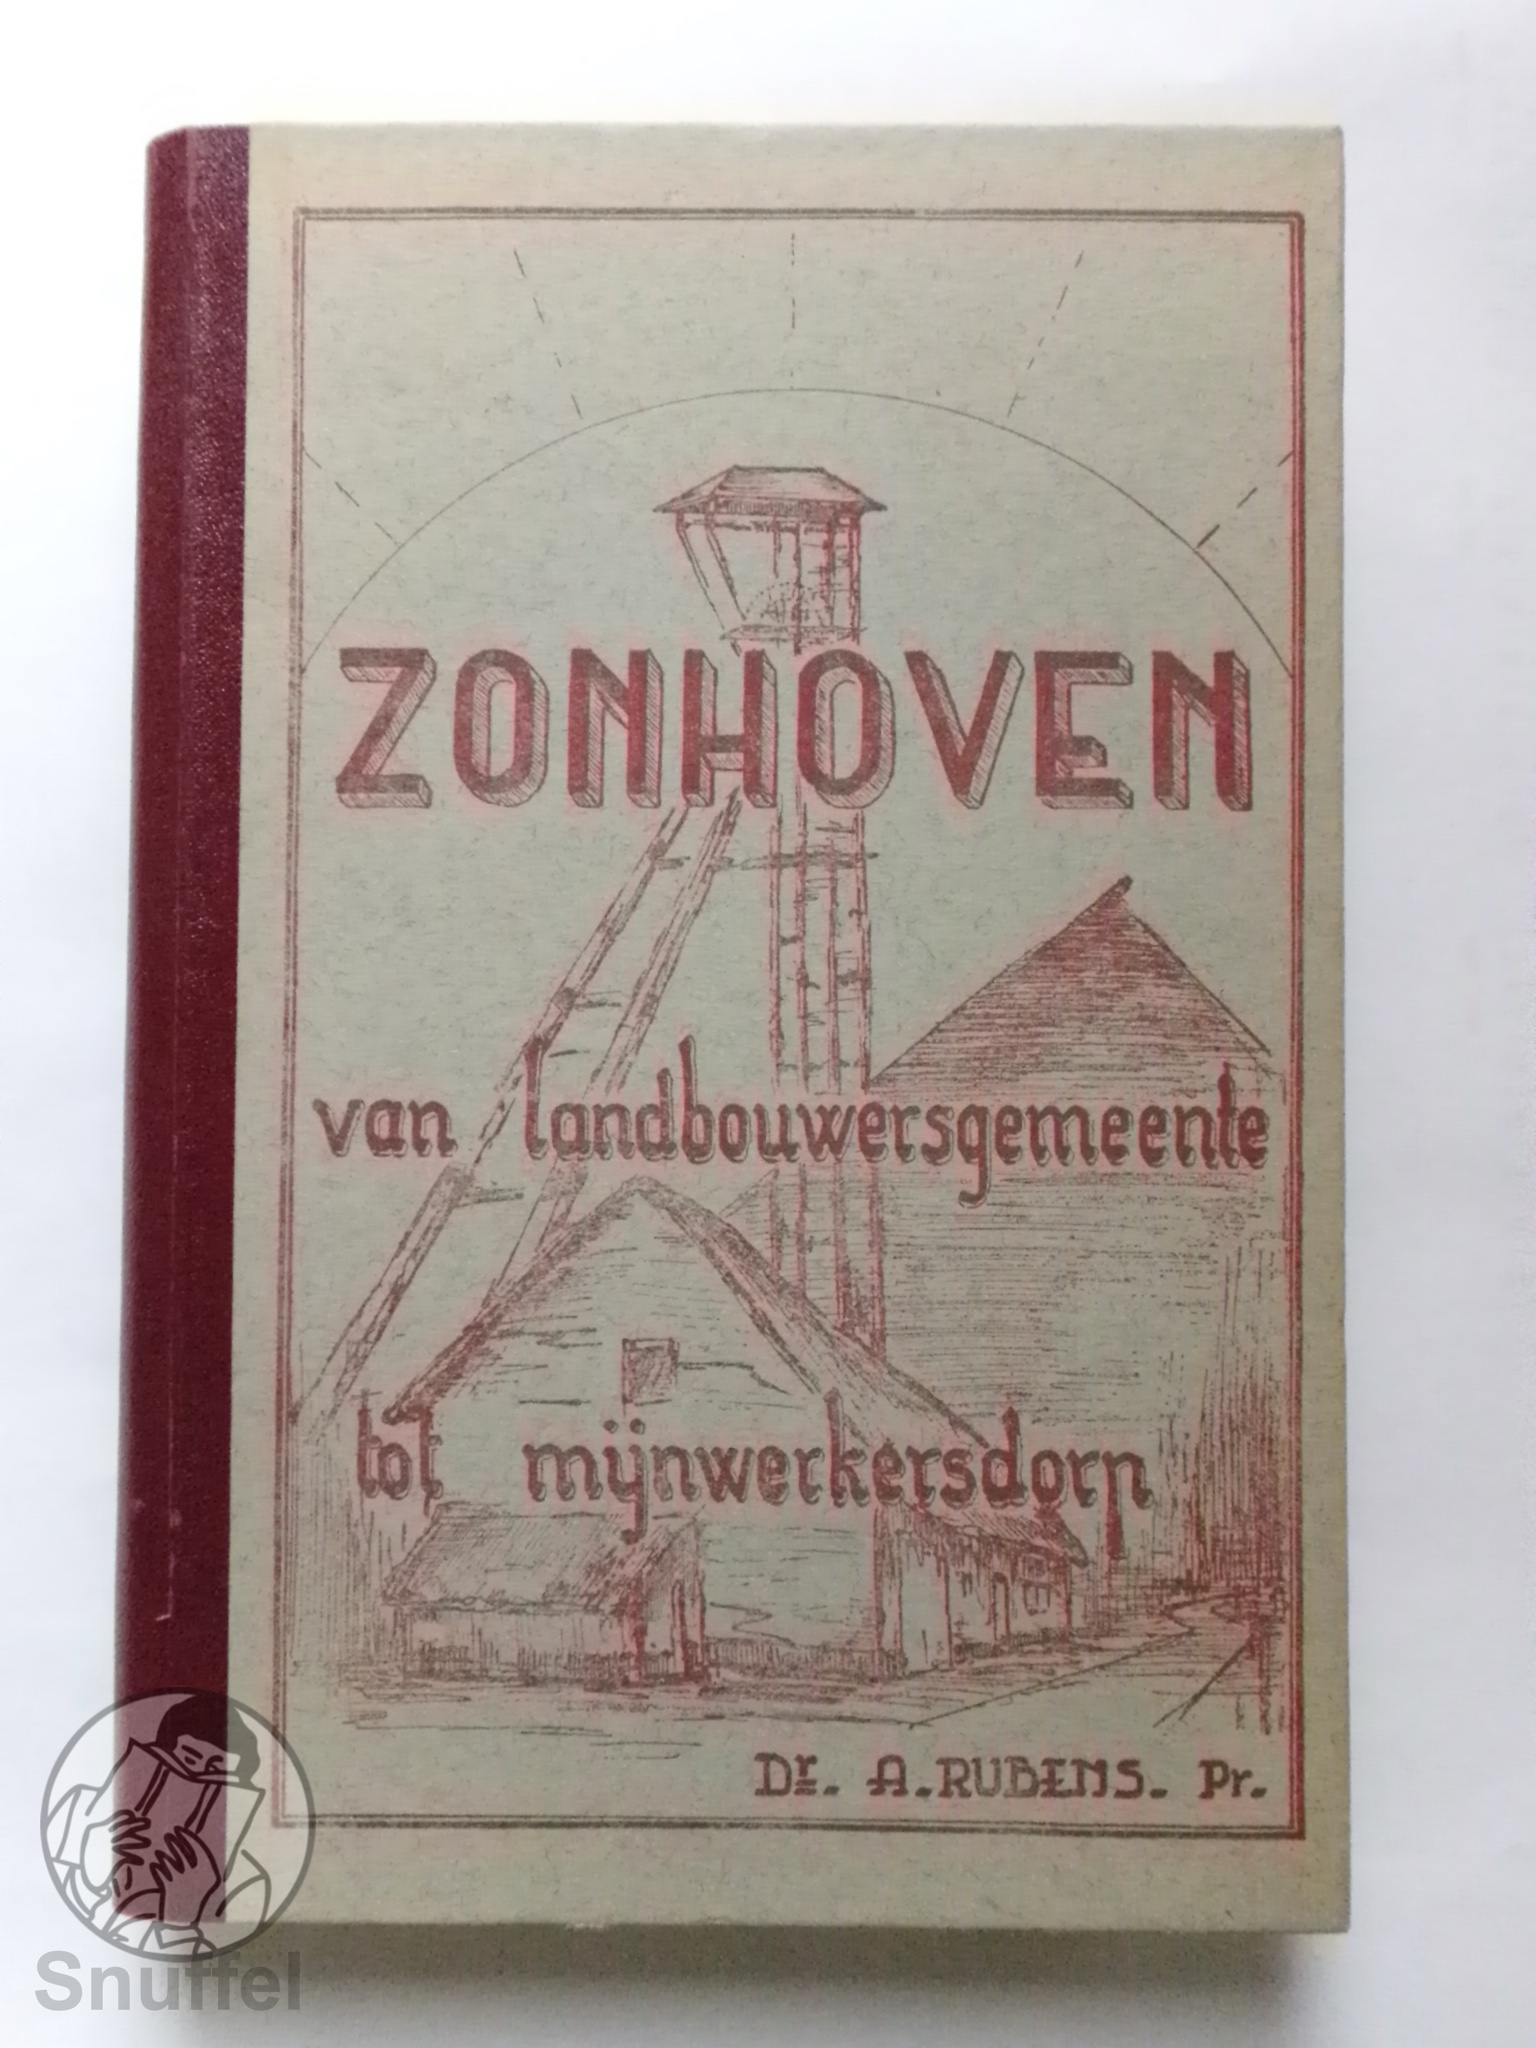 ZONHOVEN
van landbouwersgemeente
tot mijnwerkersdorp
Dr. A. RUBENS. Pr.
Snuffel